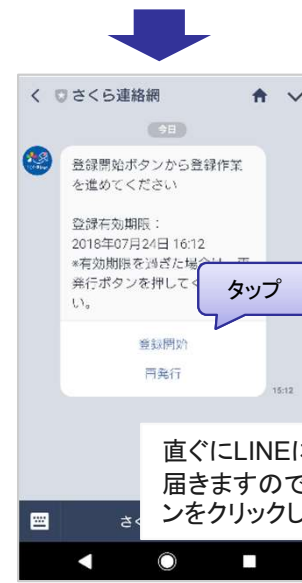 さくら連絡網
今日
登録開始ボタンから登録作業
を進めてください
登録有効期限：
2018年07月24日 16:12
*有効期限を過ぎた場合は、再
発行ボタンを押してく
い。
タップ
登録開始
再発行
15:12
直ぐにLINEに
届きますので
ンをクリックし
さく